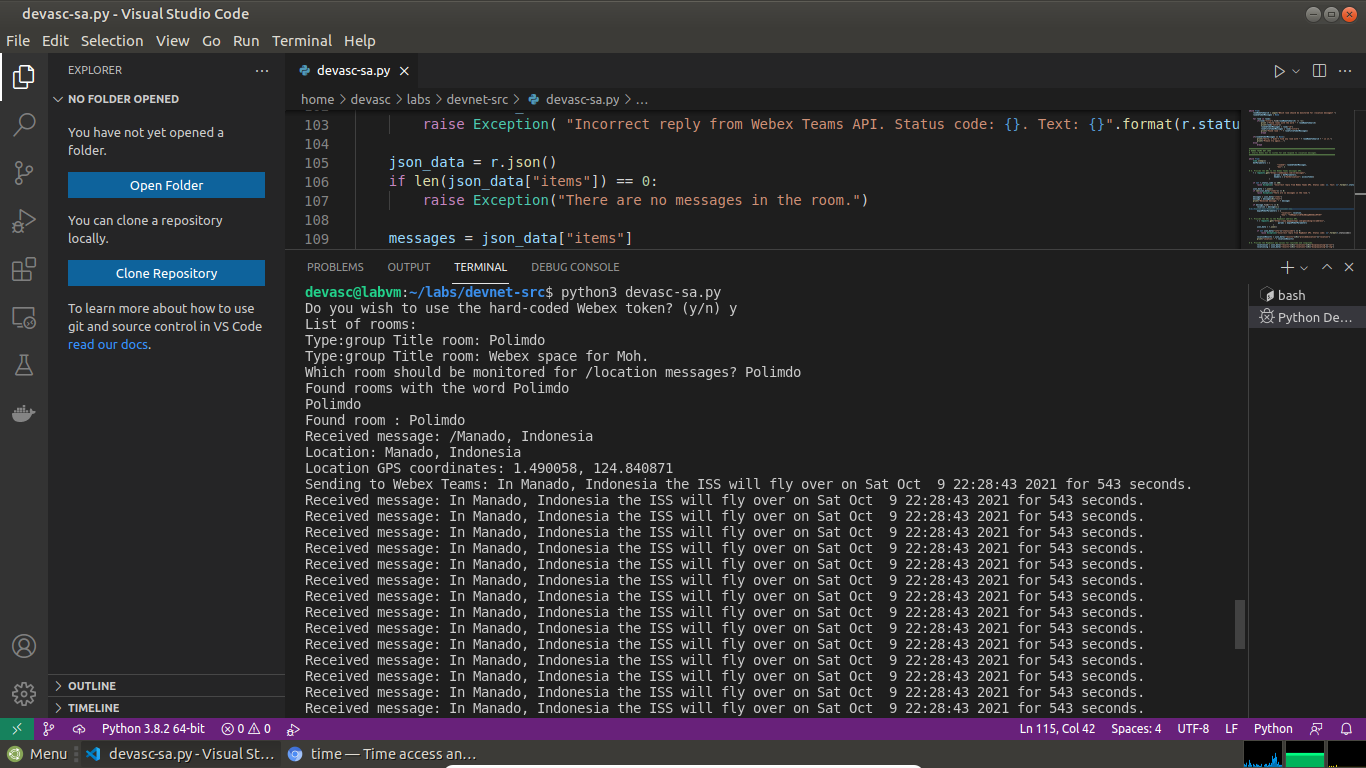 devasc-sa.py - Visual Studio Code
File Edit Selection View Go Run Terminal Help
EXPLORER
NO FOLDER OPENED
You have not yet opened a
folder.
Open Folder
You can clone a repository
locally.
Clone Repository
To learn more about how to use
git and source control in VS Code
read our docs.
OUTLINE
TIMELINE
devasc-sa.py
home > devasc > labs > devnet-src > devasc-sa.py > ...
103 raise Exception( "Incorrect reply from Webex Teams API. Status code: {}. Text: {}".format(r.statu
104
105 json_data = r.json()
106 if len(json_data["items"]) == 0:
107 raise Exception("There are no messages in the room.")
108
109 messages = json_data["items"]
PROBLEMS OUTPUT TERMINAL DEBUG CONSOLE
devasc@labvm:~/labs/devnet-src$ python3 devasc-sa.py
Do you wish to use the hard-coded Webex token? (y/n) y
List of rooms:
Type:group Title room: Polimdo
Type:group Title room: Webex space for Moh.
Which room should be monitored for /location messages? Polimdo
Found rooms with the word Polimdo
Polimdo
Found room : Polimdo
Received message: /Manado, Indonesia
Location: Manado, Indonesia
Location GPS coordinates: 1.490058, 124.840871
Sending to Webex Teams: In Manado, Indonesia the ISS will fly over on Sat Oct  9 22:28:43 2021 for 543 seconds.
Received message: In Manado, Indonesia the ISS will fly over on Sat Oct  9 22:28:43 2021 for 543 seconds.
Received message: In Manado, Indonesia the ISS will fly over on Sat Oct  9 22:28:43 2021 for 543 seconds.
Received message: In Manado, Indonesia the ISS will fly over on Sat Oct  9 22:28:43 2021 for 543 seconds.
Received message: In Manado, Indonesia the ISS will fly over on Sat Oct  9 22:28:43 2021 for 543 seconds.
Received message: In Manado, Indonesia the ISS will fly over on Sat Oct  9 22:28:43 2021 for 543 seconds.
Received message: In Manado, Indonesia the ISS will fly over on Sat Oct  9 22:28:43 2021 for 543 seconds.
Received message: In Manado, Indonesia the ISS will fly over on Sat Oct  9 22:28:43 2021 for 543 seconds.
Received message: In Manado, Indonesia the ISS will fly over on Sat Oct  9 22:28:43 2021 for 543 seconds.
Received message: In Manado, Indonesia the ISS will fly over on Sat Oct  9 22:28:43 2021 for 543 seconds.
Received message: In Manado, Indonesia the ISS will fly over on Sat Oct  9 22:28:43 2021 for 543 seconds.
Received message: In Manado, Indonesia the ISS will fly over on Sat Oct  9 22:28:43 2021 for 543 seconds.
Received message: In Manado, Indonesia the ISS will fly over on Sat Oct  9 22:28:43 2021 for 543 seconds.
Received message: In Manado, Indonesia the ISS will fly over on Sat Oct  9 22:28:43 2021 for 543 seconds.
Received message: In Manado, Indonesia the ISS will fly over on Sat Oct  9 22:28:43 2021 for 543 seconds.
bash
Python De...
Python 3.8.2 64-bit 0 0 Ln 115, Col 42 Spaces: 4 UTF-8 LF Python
Menu devasc-sa.py - Visual St... time — Time access an...